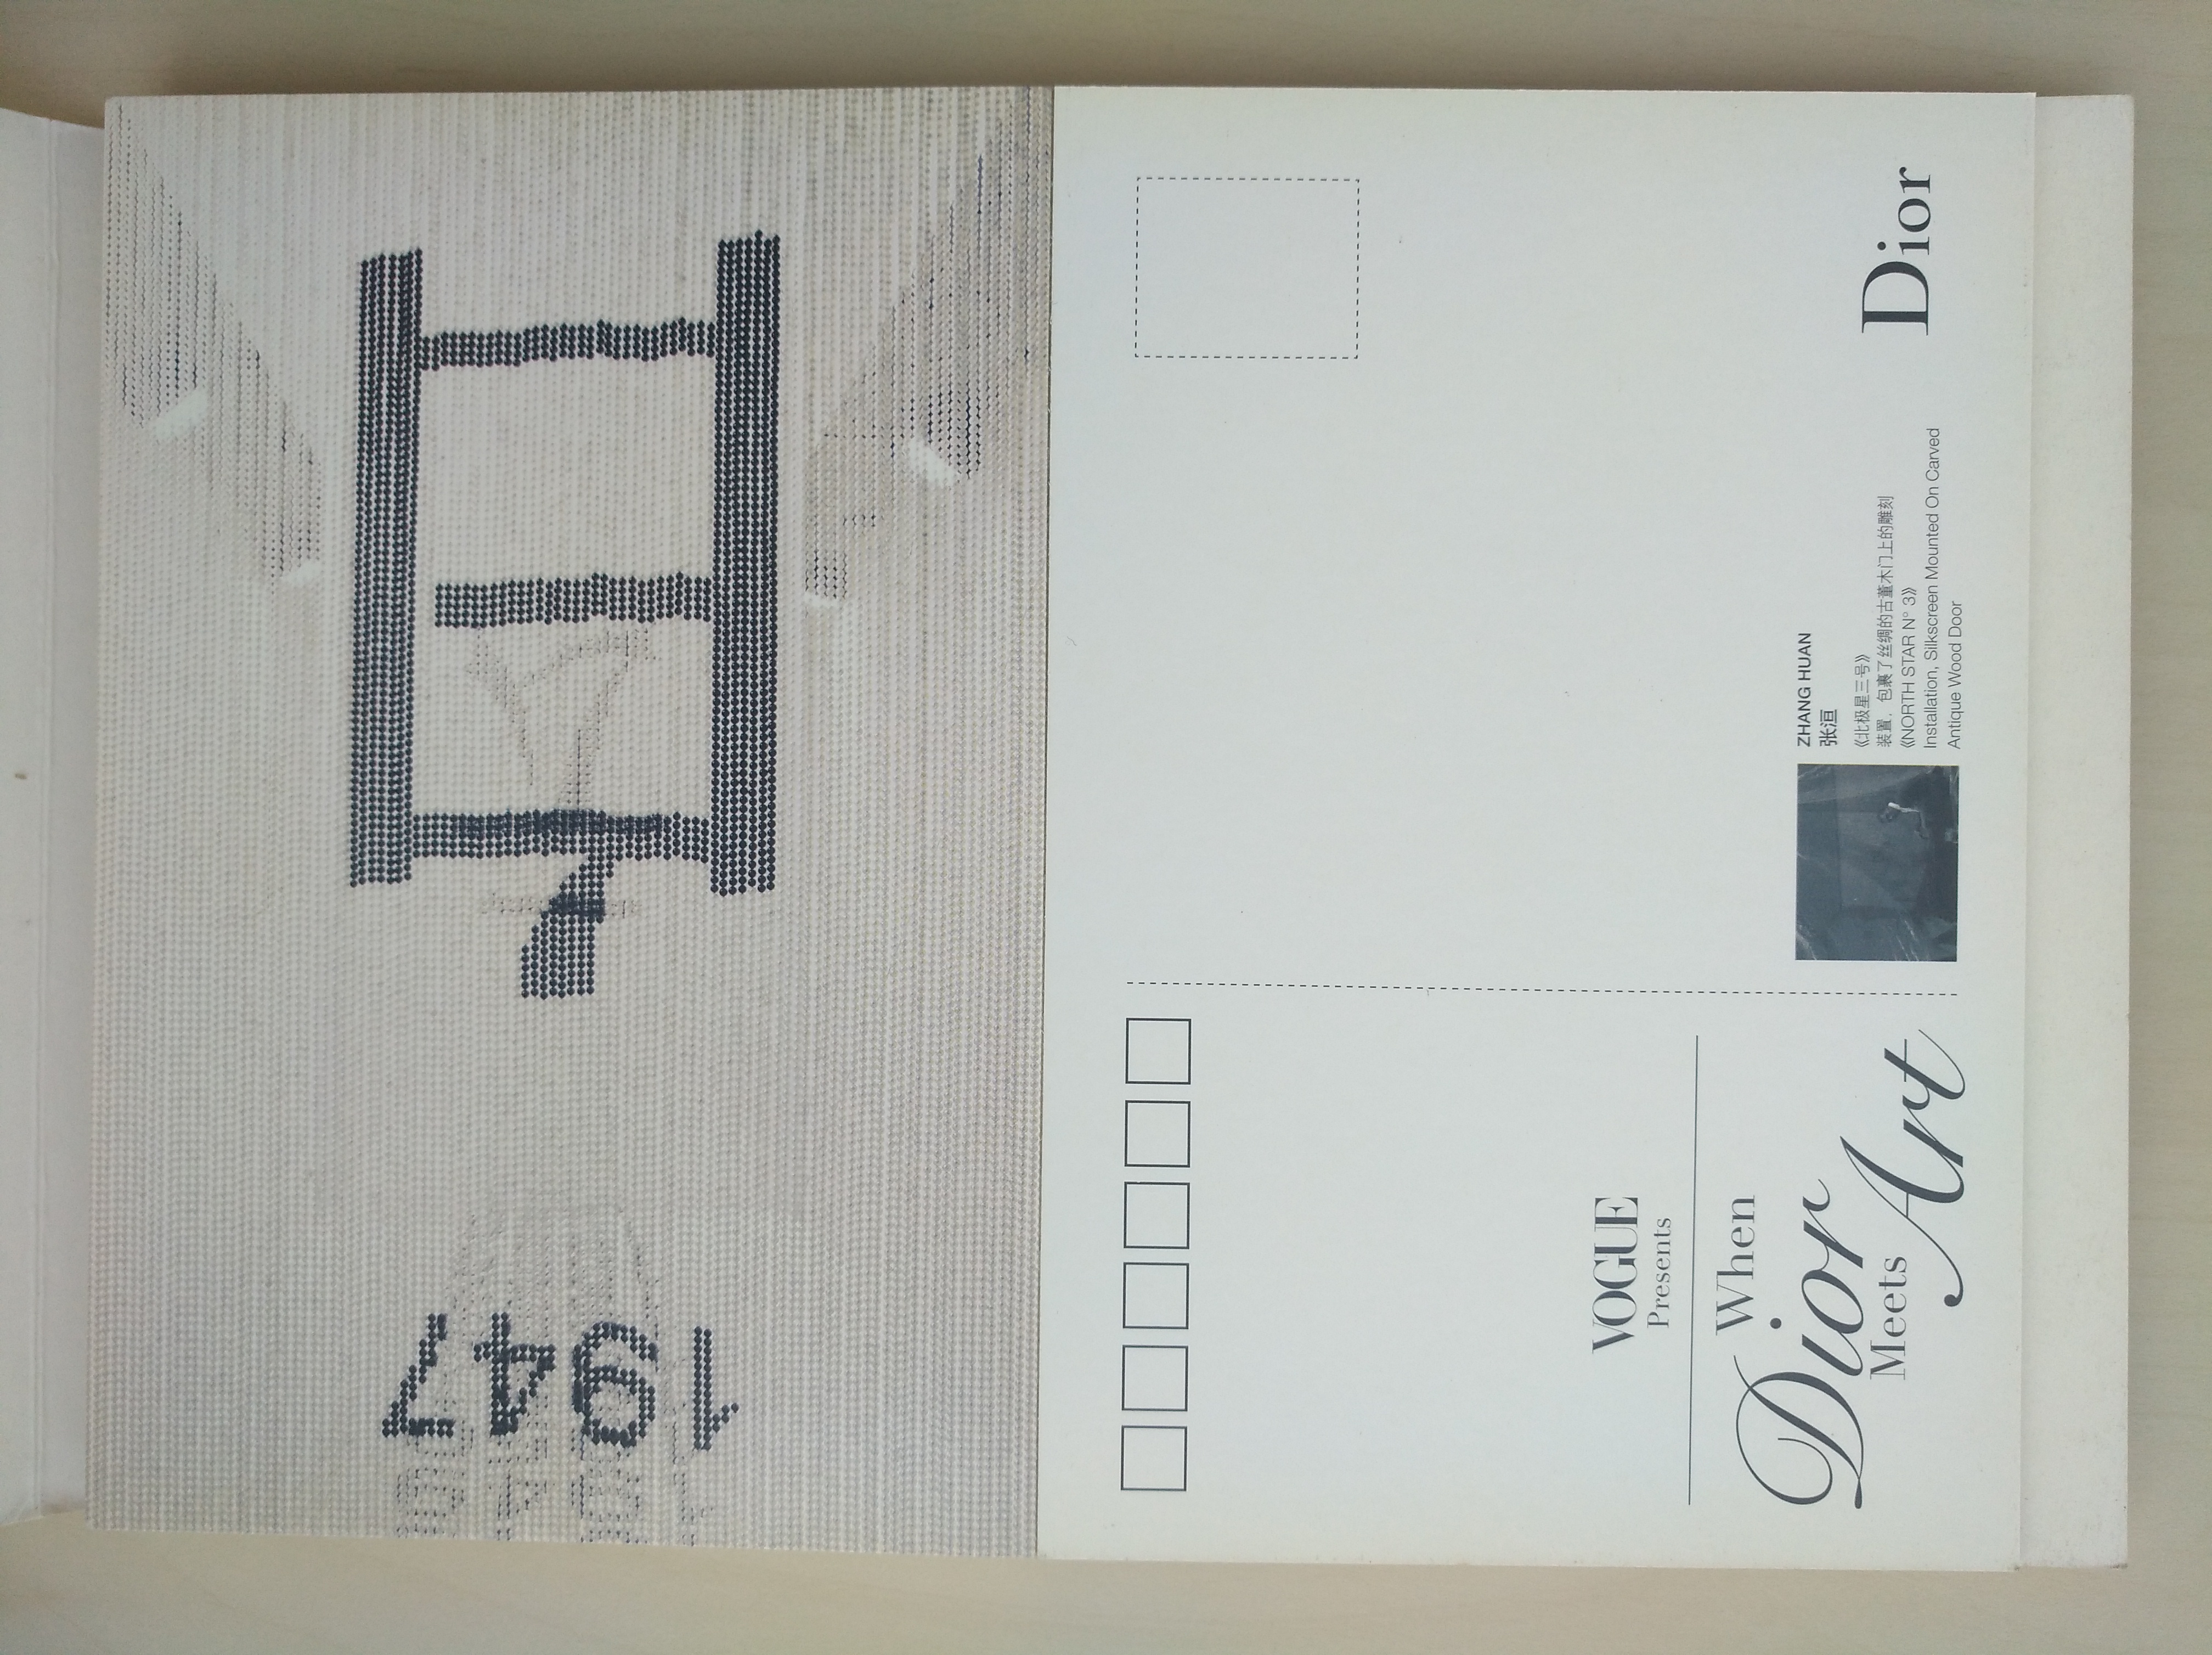 1947
白
VOGUE
Presents
When
Dior
Meets
Art
ZHANG HUAN
张洹
《北极星三号》
装置，包裹了丝绸的古董木门上的雕刻
《NORTH STAR N° 3》
Installation, Silkscreen Mounted On Carved
Antique Wood Door
Dior